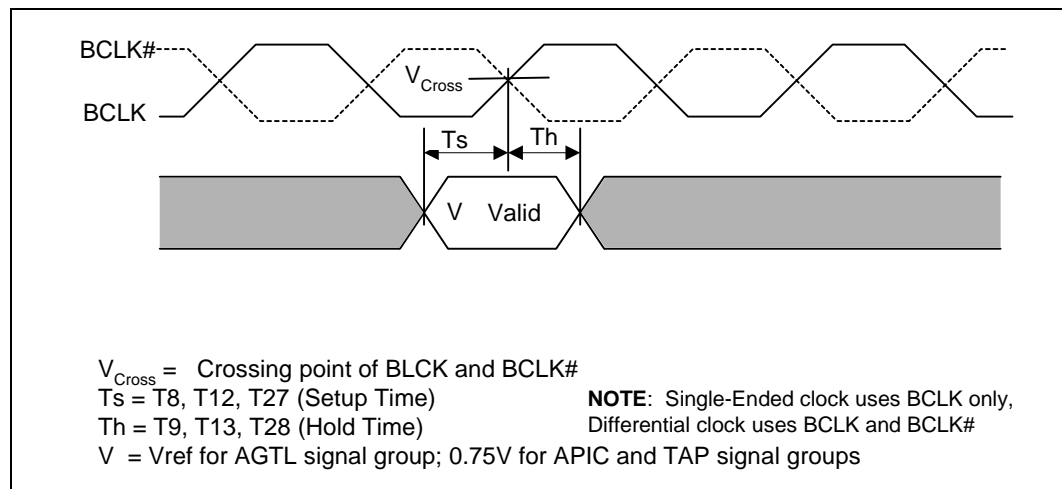 BCLK#
V_Cross
BCLK
Ts Th
V Valid
V_Cross = Crossing point of BLCK and BCLK#
Ts = T8, T12, T27 (Setup Time)
Th = T9, T13, T28 (Hold Time)
V = Vref for AGTL signal group; 0.75V for APIC and TAP signal groups
NOTE: Single-Ended clock uses BCLK only,
Differential clock uses BCLK and BCLK#